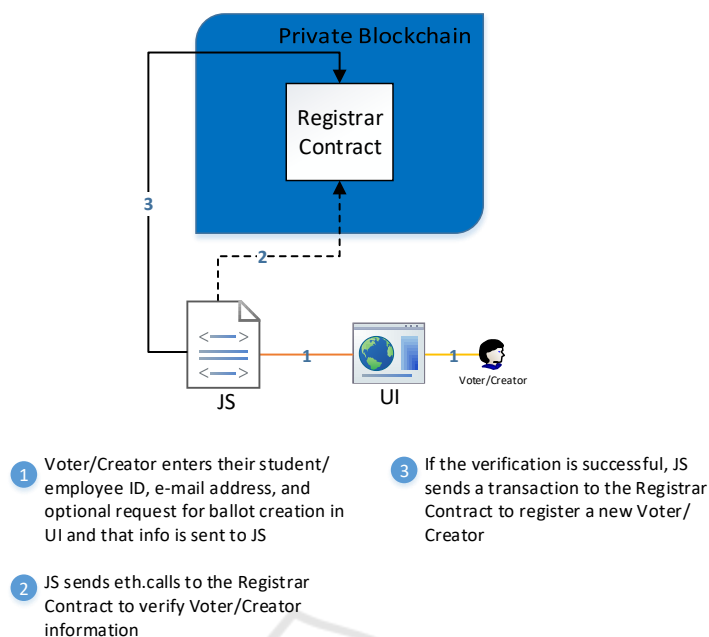 Private Blockchain
Registrar
Contract
3
2
1
1
JS
UI
Voter/Creator
1
Voter/Creator enters their student/
employee ID, e-mail address, and
optional request for ballot creation in
UI and that info is sent to JS
2
JS sends eth.calls to the Registrar
Contract to verify Voter/Creator
information
3
If the verification is successful, JS
sends a transaction to the Registrar
Contract to register a new Voter/
Creator